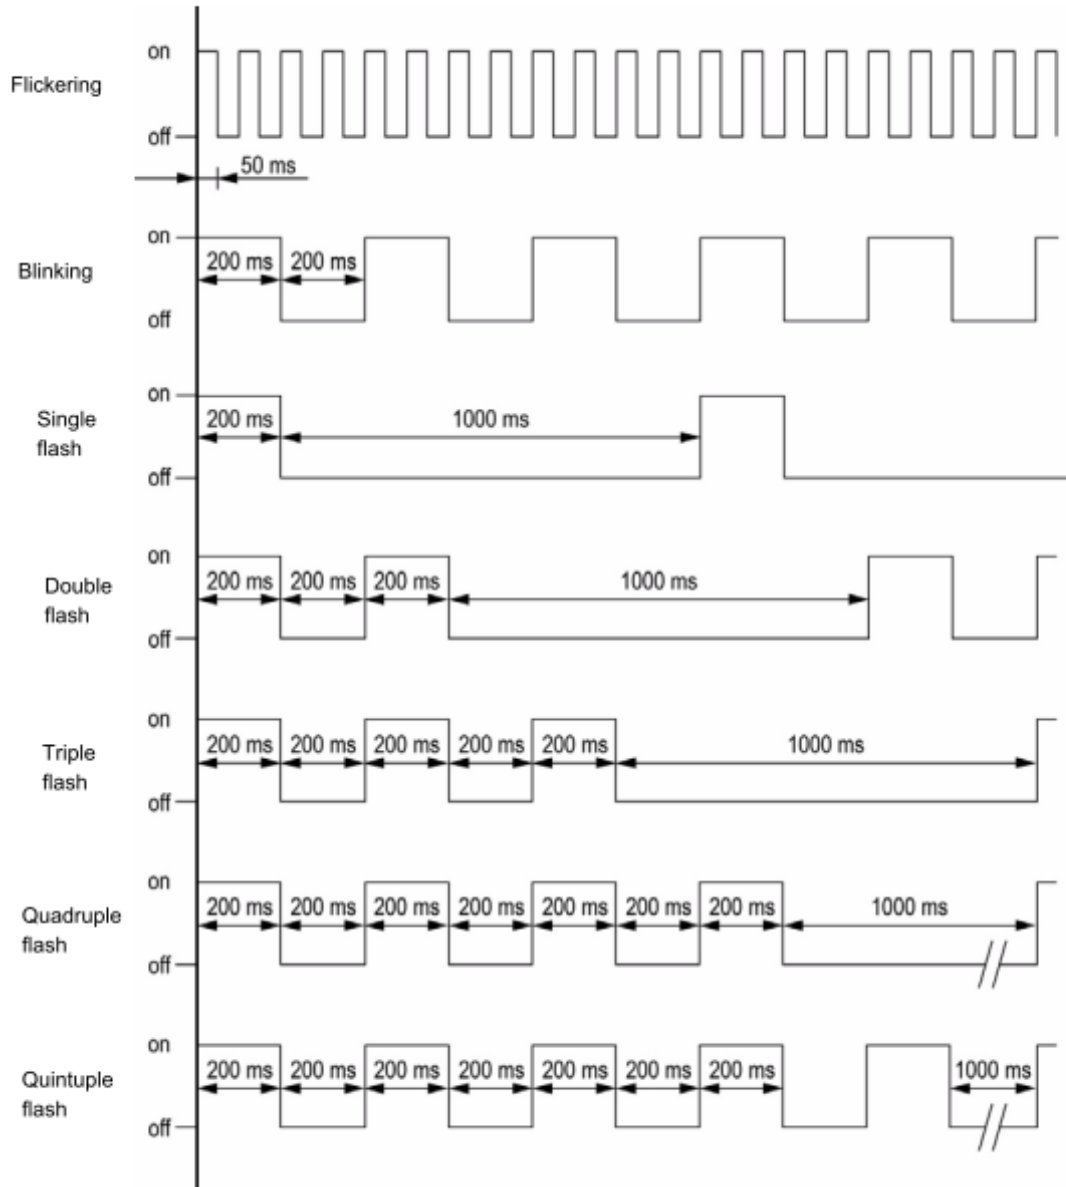 on
Flickering
off
50 ms
on
200 ms 200 ms
Blinking
off
on
Single
flash
200 ms 1000 ms
off
on
200 ms 200 ms 200 ms 1000 ms
Double
flash
off
on
200 ms 200 ms 200 ms 200 ms 200 ms 1000 ms
Triple
flash
off
on
200 ms 200 ms 200 ms 200 ms 200 ms 200 ms 200 ms 1000 ms
Quadruple
flash
off
on
200 ms 200 ms 200 ms 200 ms 200 ms 200 ms 200 ms 1000 ms
Quintuple
flash
off